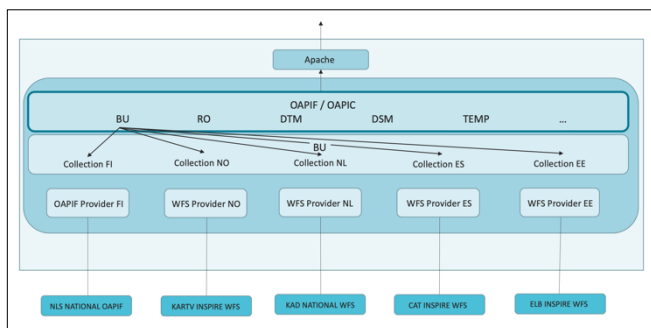 Apache
OAPIF / OAPIC
BU RO DTM DSM TEMP ...
BU
Collection FI Collection NO Collection NL Collection ES Collection EE
OAPIF Provider FI WFS Provider NO WFS Provider NL WFS Provider ES WFS Provider EE
NLS NATIONAL OAPIF KARTV INSPIRE WFS KAD NATIONAL WFS CAT INSPIRE WFS ELB INSPIRE WFS